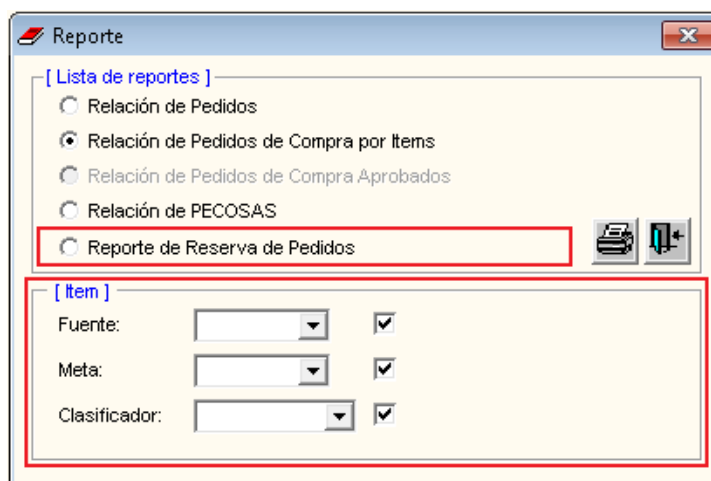 Reporte
[ Lista de reportes ]
Relación de Pedidos
Relación de Pedidos de Compra por Items
Relación de Pedidos de Compra Aprobados
Relación de PECOSAS
Reporte de Reserva de Pedidos
[ Item ]
Fuente:
Meta:
Clasificador: